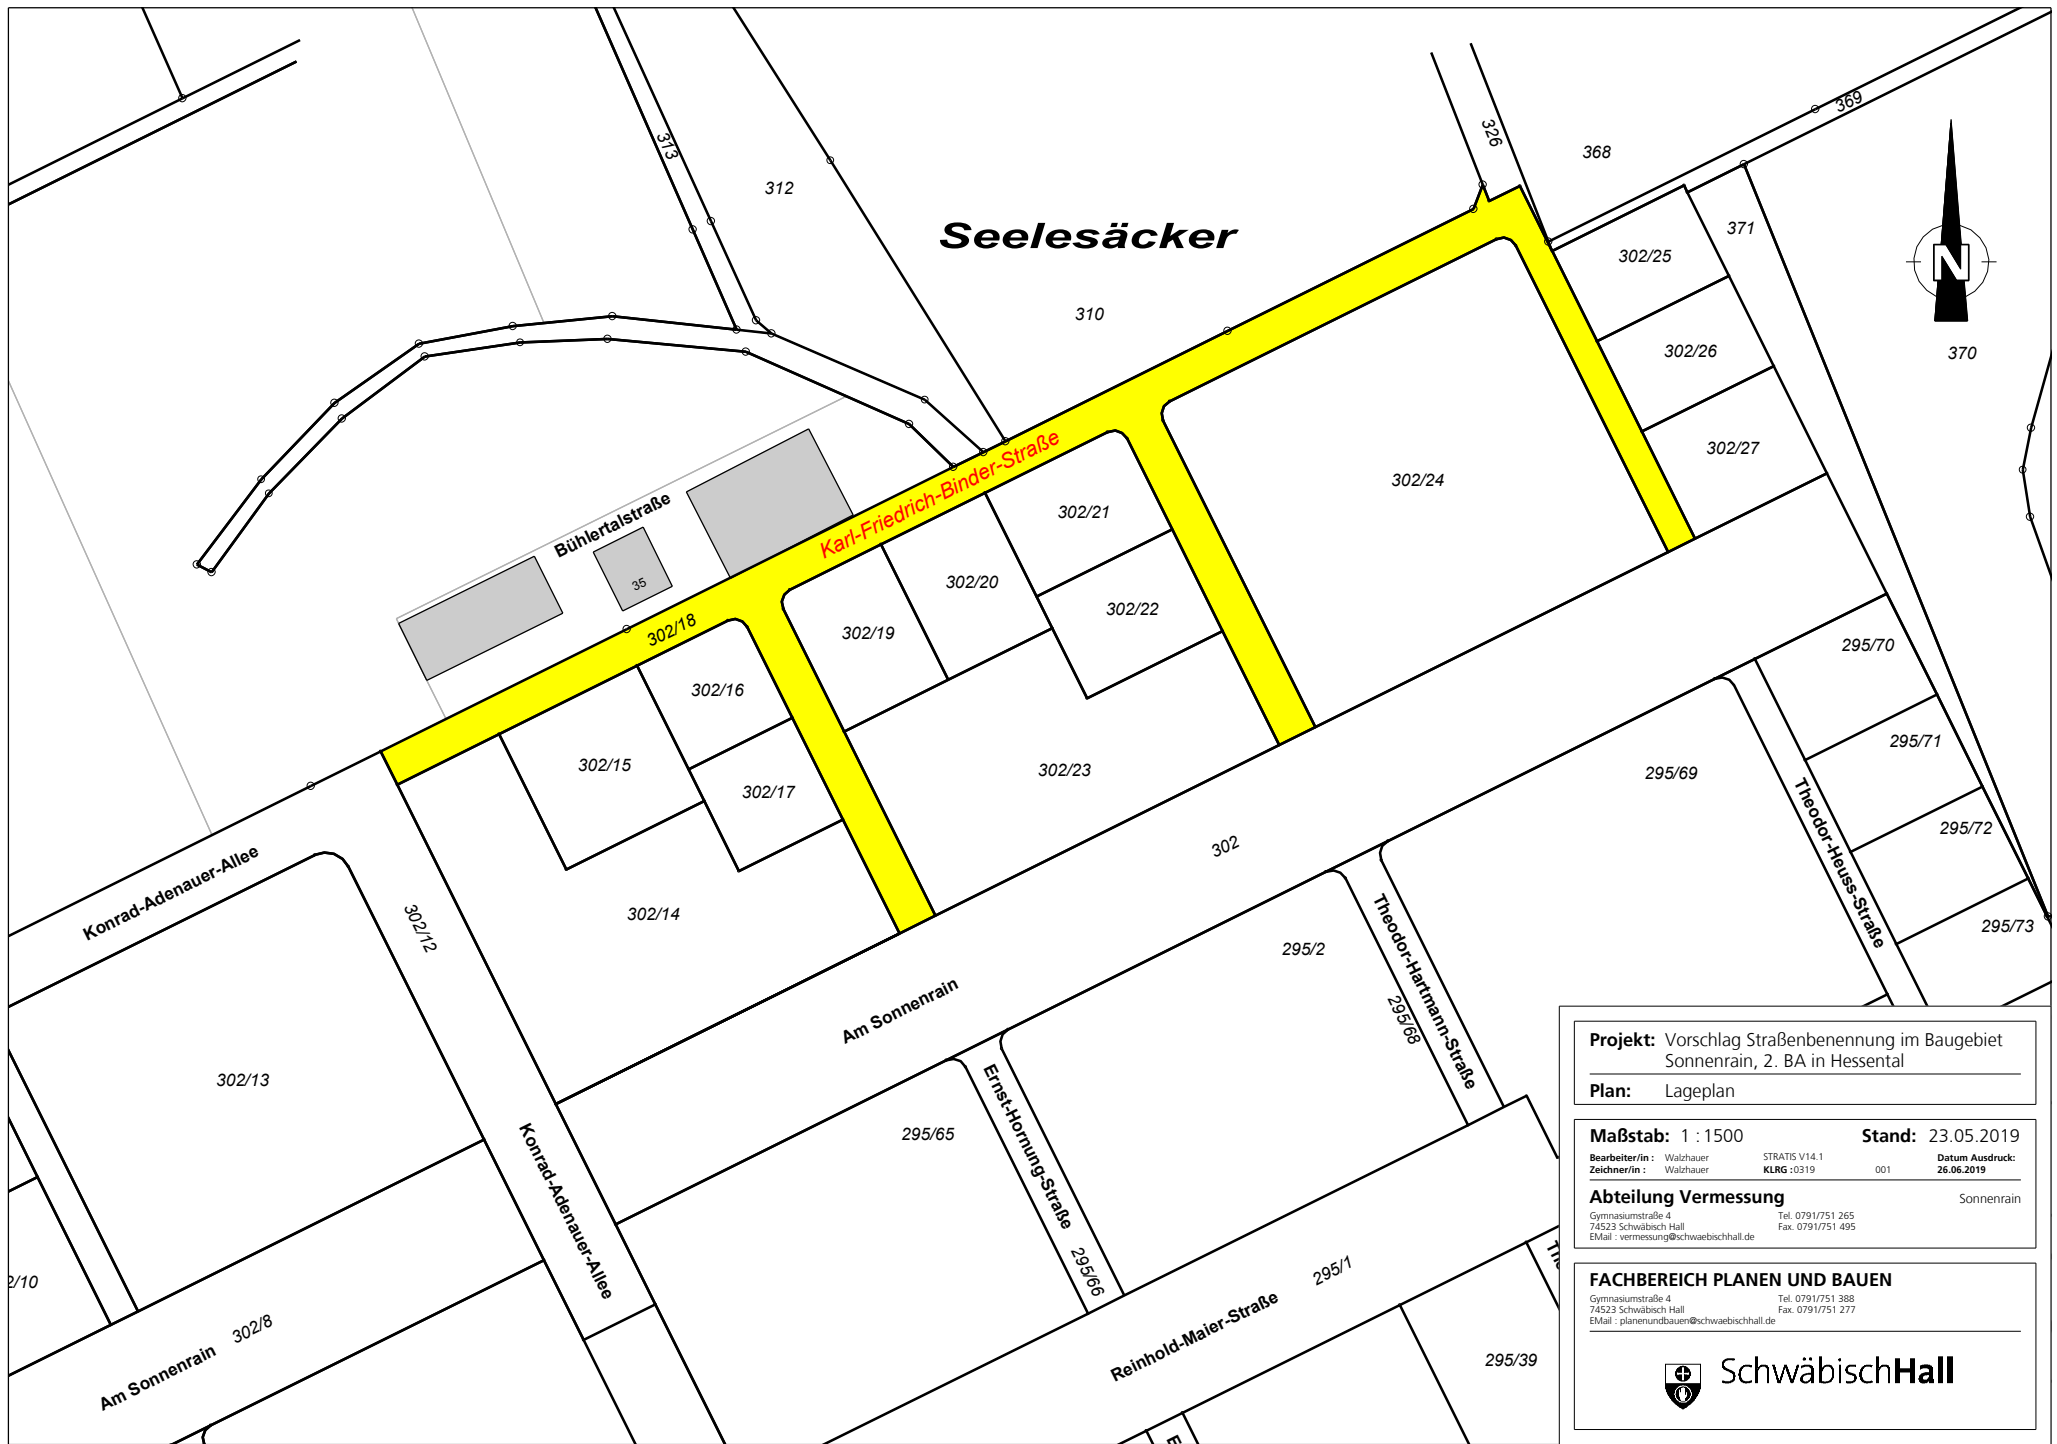 369
326
313
368
312
371
Seelesäcker
302/25
N
310
302/26
370
Karl-Friedrich-Binder-Straße
302/27
302/24
Bühlertalstraße
302/21
35
302/20
302/22
302/18
302/19
295/70
302/16
302/15
302/17
302/23
295/69
295/71
Theodor-Heuss-Straße
295/72
302
Konrad-Adenauer-Allee
302/12
302/14
Theodor-Hartmann-Straße
295/2
295/73
Am Sonnenrain
295/68
302/13
295/65
Ernst-Hornung-Straße
295/66
Konrad-Adenauer-Allee
2/10
302/8
Am Sonnenrain
295/1
Reinhold-Maier-Straße
295/39
Projekt: Vorschlag Straßenbenennung im Baugebiet
Sonnenrain, 2. BA in Hessental
Plan: Lageplan
Maßstab: 1 : 1500 Stand: 23.05.2019
Bearbeiter/in : Walzhauer STRATIS V14.1 Datum Ausdruck:
Zeichner/in : Walzhauer KLRG : 0319 001 26.06.2019
Abteilung Vermessung Sonnenrain
Gymnasiumstraße 4 Tel. 0791/751 265
74523 Schwäbisch Hall Fax. 0791/751 495
EMail : vermessung@schwaebischhall.de
FACHBEREICH PLANEN UND BAUEN
Gymnasiumstraße 4 Tel. 0791/751 388
74523 Schwäbisch Hall Fax. 0791/751 277
EMail : planenundbauen@schwaebischhall.de
SchwäbischHall